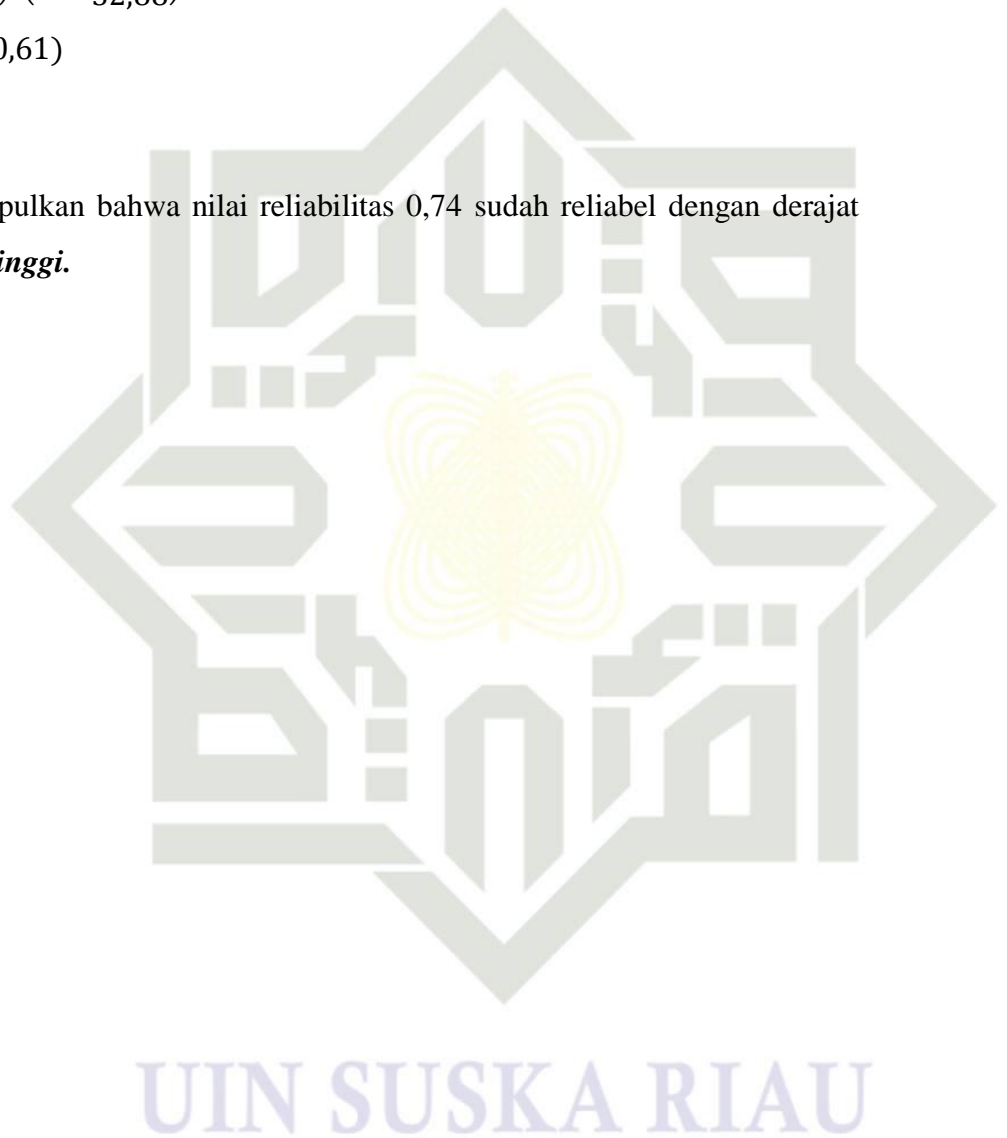 0,61)
pulkan bahwa nilai reliabilitas 0,74 sudah reliabel dengan derajat
inggi.
UIN SUSKA RIAU